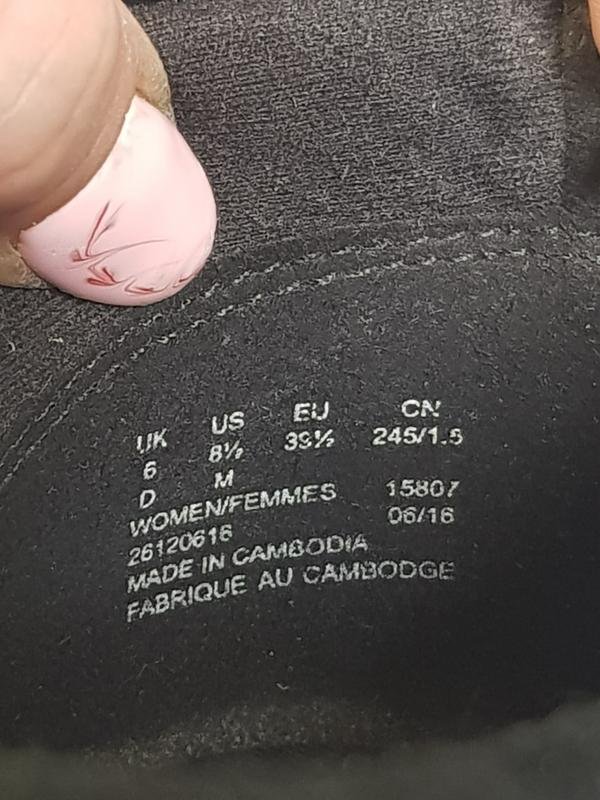 UK US EU CN
6 8½ 39½ 245/1.5
D M
WOMEN/FEMMES 15807
26120616 06/16
MADE IN CAMBODIA
FABRIQUE AU CAMBODGE